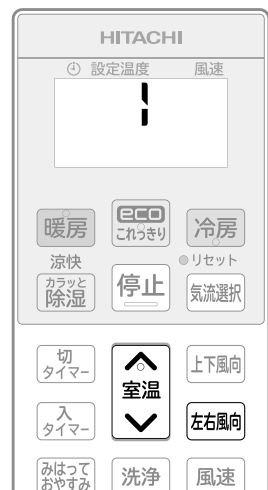 HITACHI
設定温度 風速
1
暖房 eco これっきり 冷房
涼快 リセット
カラッと除湿 停止 気流選択
切タイマー 室温 上下風向
入タイマー 左右風向
みはっておやすみ 洗浄 風速